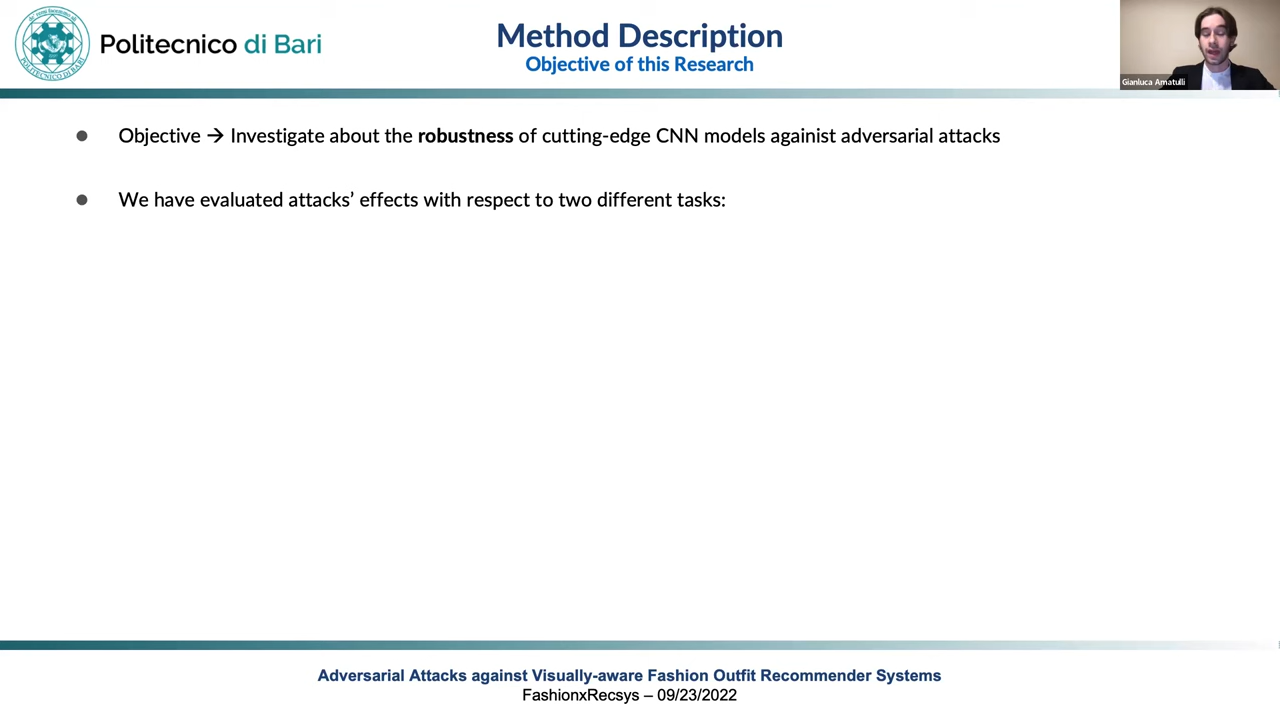 Politecnico di Bari
Method Description
Objective of this Research
Gianluca Amatulli
● Objective → Investigate about the robustness of cutting-edge CNN models againist adversarial attacks
● We have evaluated attacks’ effects with respect to two different tasks:
Adversarial Attacks against Visually-aware Fashion Outfit Recommender Systems
FashionxRecsys – 09/23/2022